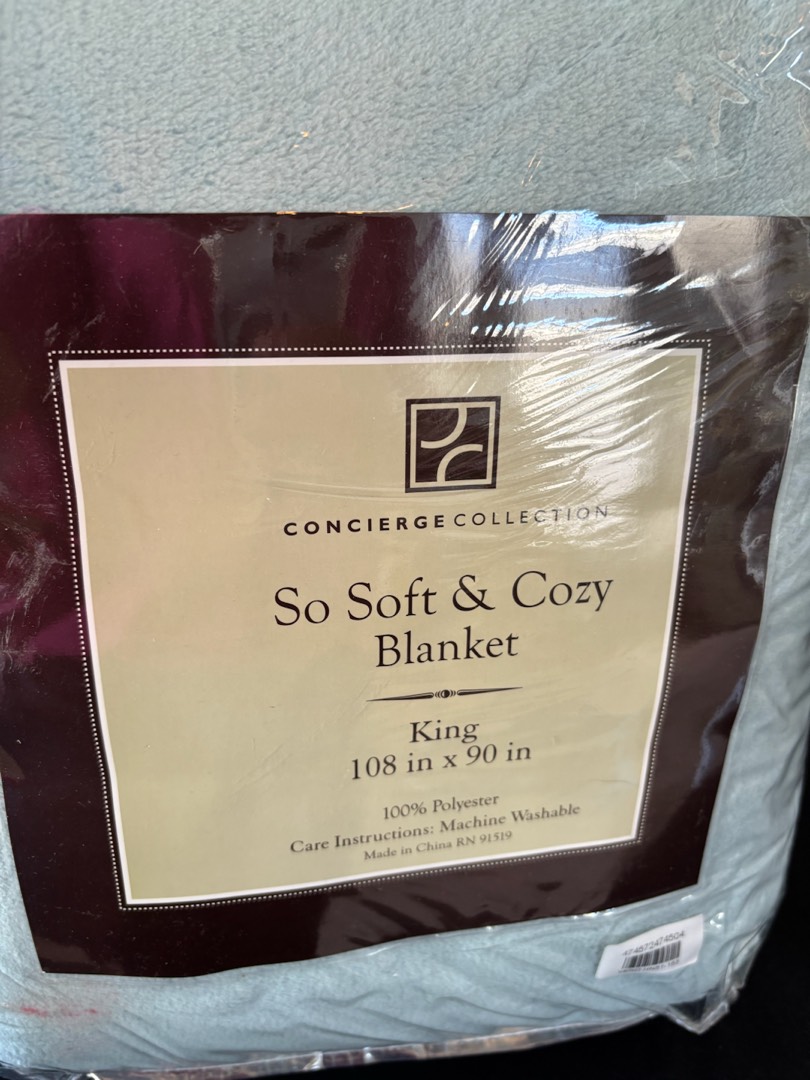 CONCIERGE COLLECTION
So Soft & Cozy
Blanket
King
108 in x 90 in
100% Polyester
Care Instructions: Machine Washable
Made in China RN 91519